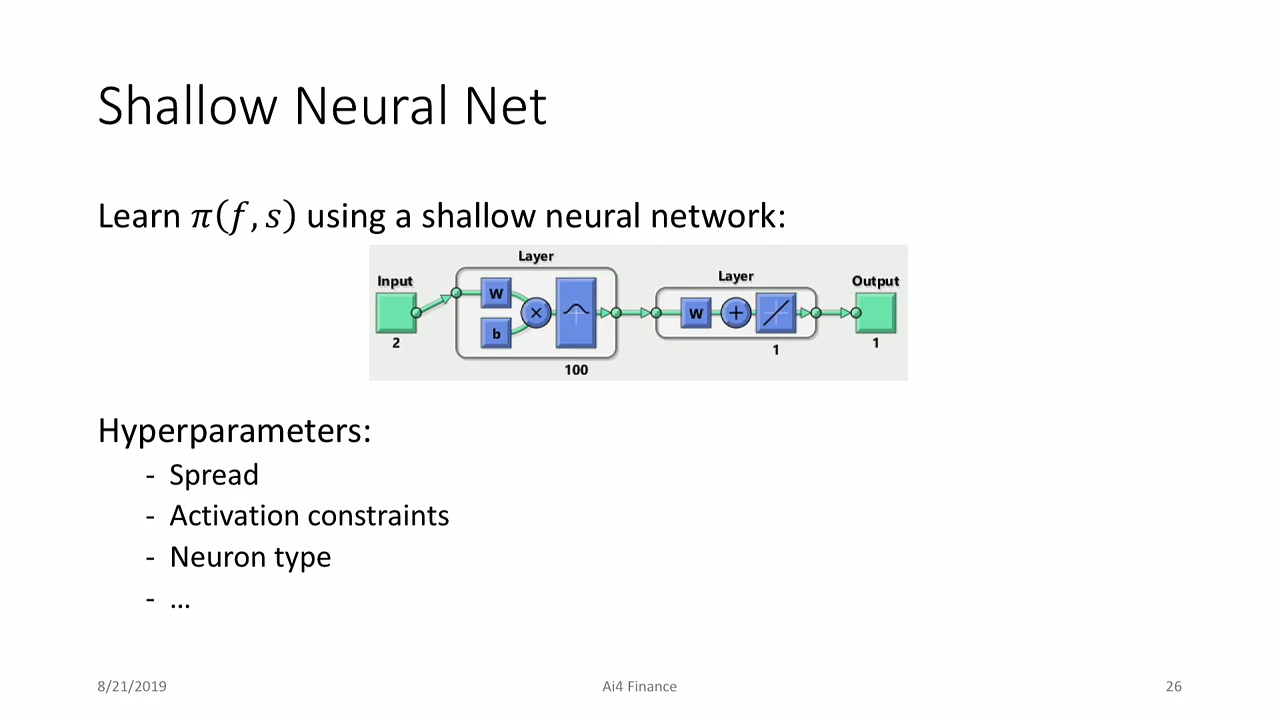 Shallow Neural Net
Learn 𝜋(𝑓, 𝑠) using a shallow neural network:
Layer
Layer
Input
Output
W
b
×
W
+
2
1
1
100
Hyperparameters:
- Spread
- Activation constraints
- Neuron type
- …
8/21/2019
Ai4 Finance
26